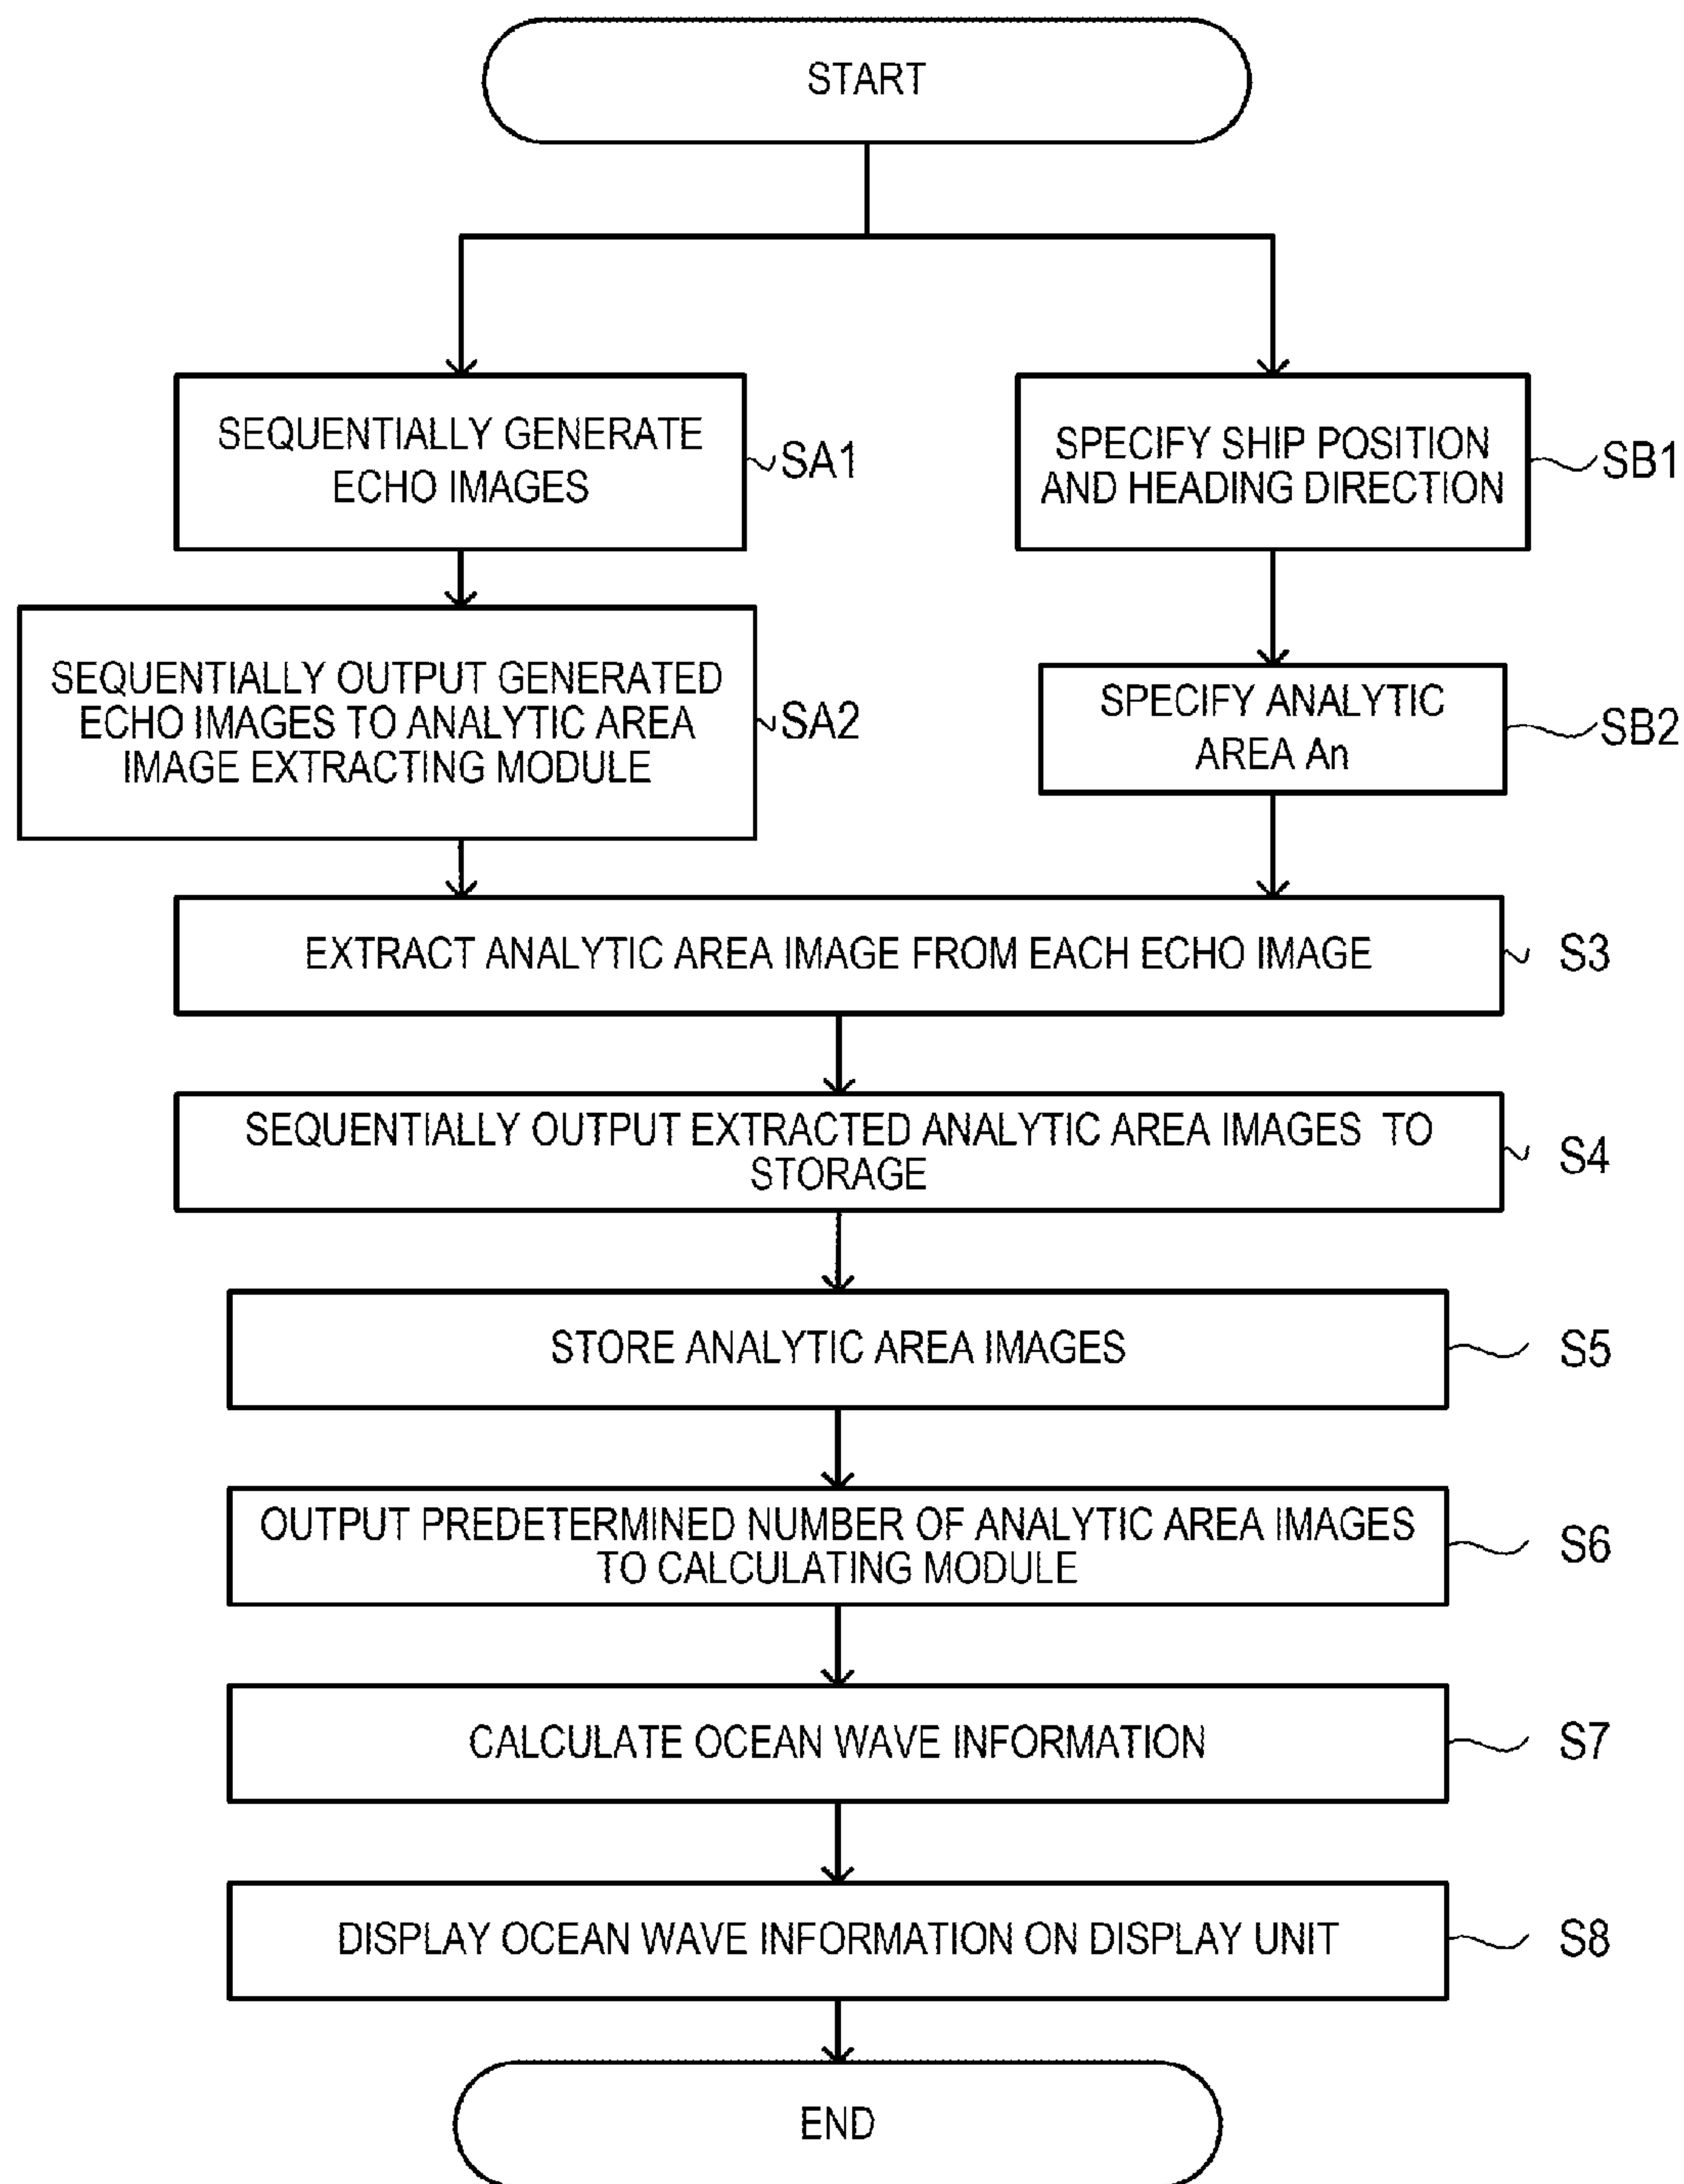 START
SEQUENTIALLY GENERATE
ECHO IMAGES
SA1
SPECIFY SHIP POSITION
AND HEADING DIRECTION
SB1
SEQUENTIALLY OUTPUT GENERATED
ECHO IMAGES TO ANALYTIC AREA
IMAGE EXTRACTING MODULE
SA2
SPECIFY ANALYTIC
AREA An
SB2
EXTRACT ANALYTIC AREA IMAGE FROM EACH ECHO IMAGE
S3
SEQUENTIALLY OUTPUT EXTRACTED ANALYTIC AREA IMAGES TO
STORAGE
S4
STORE ANALYTIC AREA IMAGES
S5
OUTPUT PREDETERMINED NUMBER OF ANALYTIC AREA IMAGES
TO CALCULATING MODULE
S6
CALCULATE OCEAN WAVE INFORMATION
S7
DISPLAY OCEAN WAVE INFORMATION ON DISPLAY UNIT
S8
END